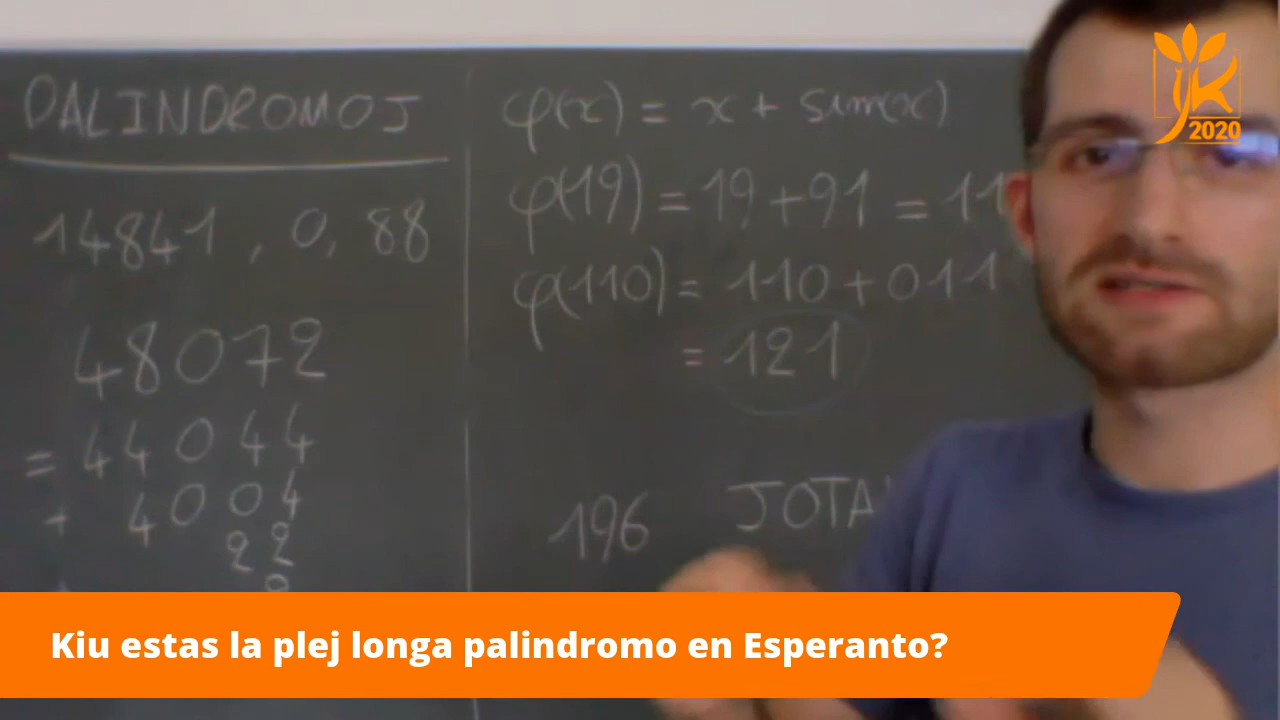 PALINDROMOJ
14841, 0, 88
48072
= 44044
+ 4004
22
φ(x) = x + sim(x)
φ(19) = 19 + 91 = 11
φ(110) = 110 + 011
= 121
196 JOTA
IJK
2020
Kiu estas la plej longa palindromo en Esperanto?